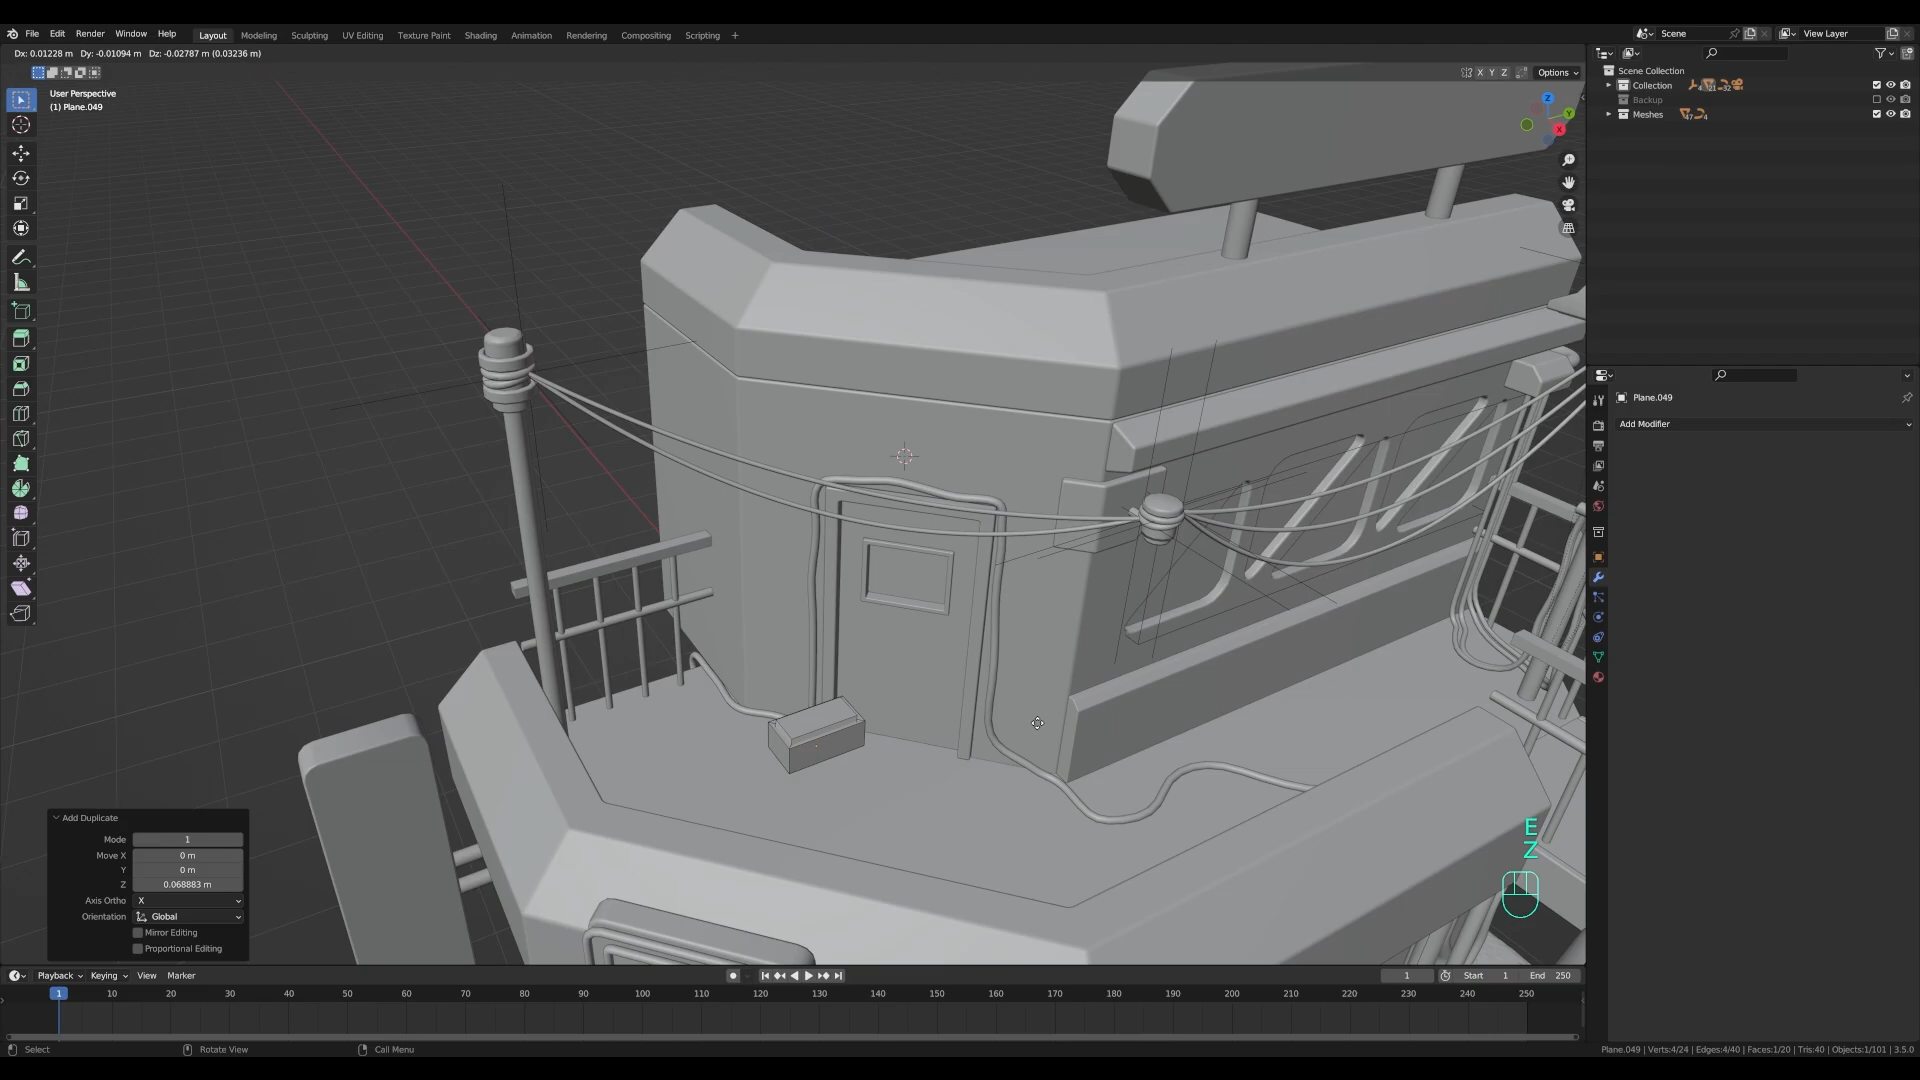 File Edit Render Window Help Layout Modeling Sculpting UV Editing Texture Paint Shading Animation Rendering Compositing Scripting + Scene View Layer
Dx: 0.01228 m Dy: -0.01094 m Dz: -0.02787 m (0.03236 m)
X Y Z Options
User Perspective
(1) Plane.049
Scene Collection
Collection
Backup
Meshes
Z
Y
X
Plane.049
Add Modifier
Add Duplicate
Mode 1
Move X 0 m
Y 0 m
Z 0.068883 m
Axis Ortho X
Orientation Global
Mirror Editing
Proportional Editing
E
Z
Playback Keying View Marker 1 Start 1 End 250
1 10 20 30 40 50 60 70 80 90 100 110 120 130 140 150 160 170 180 190 200 210 220 230 240 250
Select Rotate View Call Menu Plane.049 | Verts:4/24 | Edges:4/40 | Faces:1/20 | Tris:40 | Objects:1/101 | 3.5.0